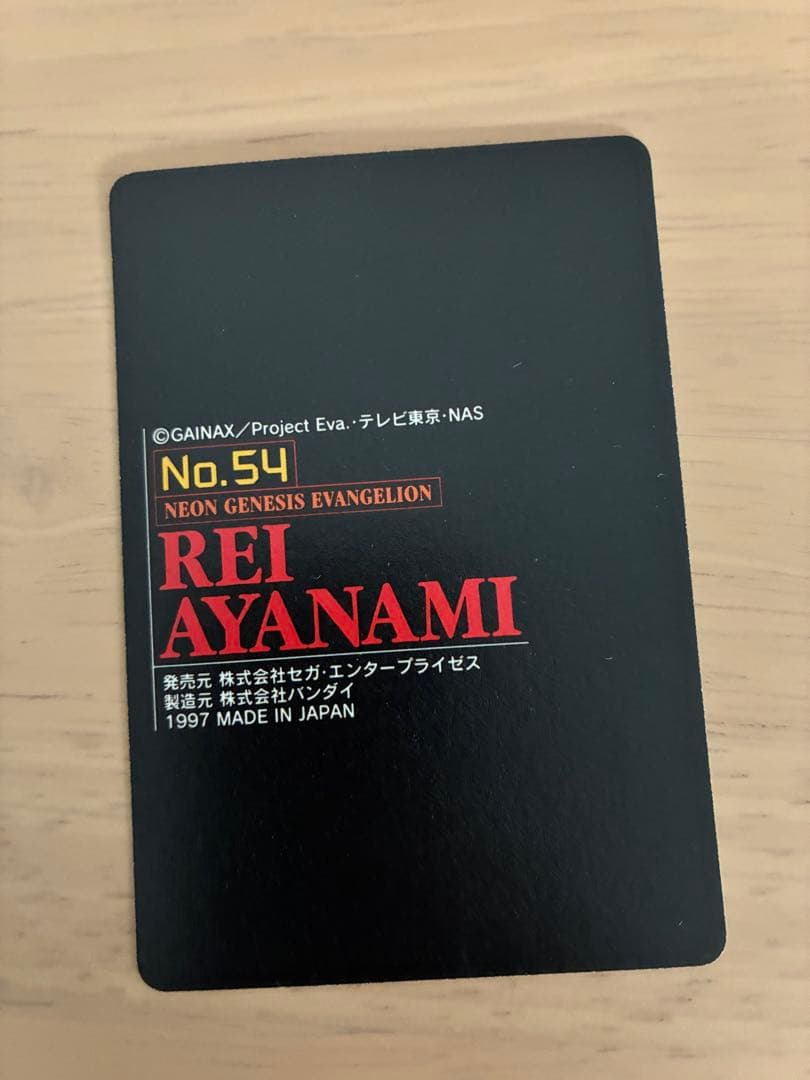 ©GAINAX／Project Eva.・テレビ東京・NAS
No.54
NEON GENESIS EVANGELION
REI
AYANAMI
発売元 株式会社セガ・エンタープライゼス
製造元 株式会社バンダイ
1997 MADE IN JAPAN